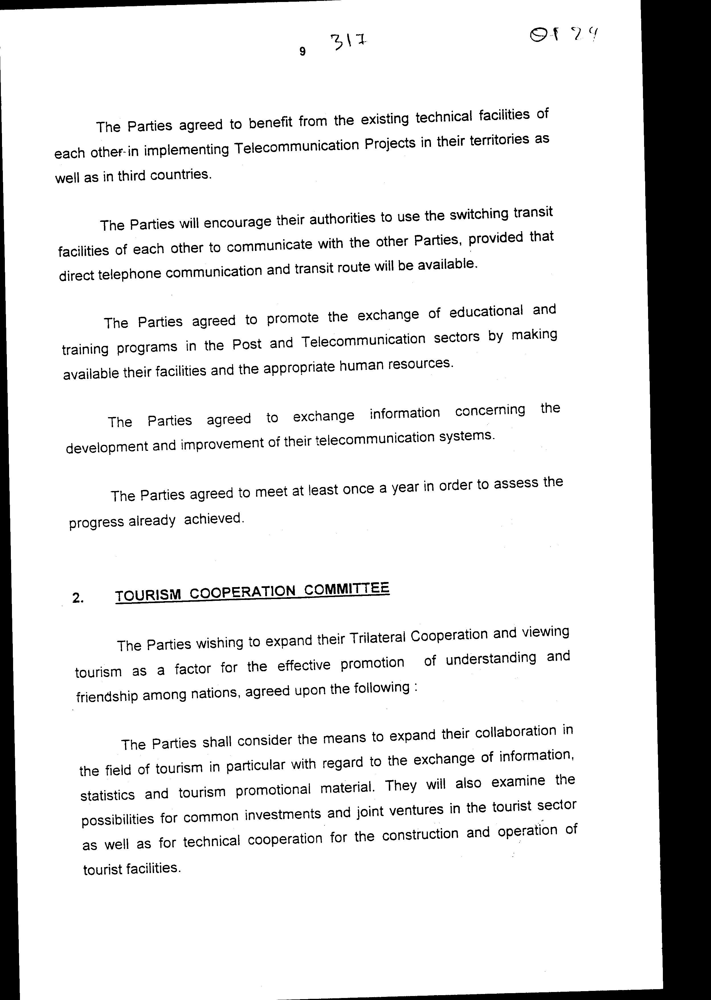 317
9
The Parties agreed to benefit from the existing technical facilities of
each other in implementing Telecommunication Projects in their territories as
well as in third countries.
The Parties will encourage their authorities to use the switching transit
facilities of each other to communicate with the other Parties, provided that
direct telephone communication and transit route will be available.
The Parties agreed to promote the exchange of educational and
training programs in the Post and Telecommunication sectors by making
available their facilities and the appropriate human resources.
The Parties agreed to exchange information concerning the
development and improvement of their telecommunication systems.
The Parties agreed to meet at least once a year in order to assess the
progress already achieved.
2. TOURISM COOPERATION COMMITTEE
The Parties wishing to expand their Trilateral Cooperation and viewing
tourism as a factor for the effective promotion of understanding and
friendship among nations, agreed upon the following :
The Parties shall consider the means to expand their collaboration in
the field of tourism in particular with regard to the exchange of information,
statistics and tourism promotional material. They will also examine the
possibilities for common investments and joint ventures in the tourist sector
as well as for technical cooperation for the construction and operation of
tourist facilities.